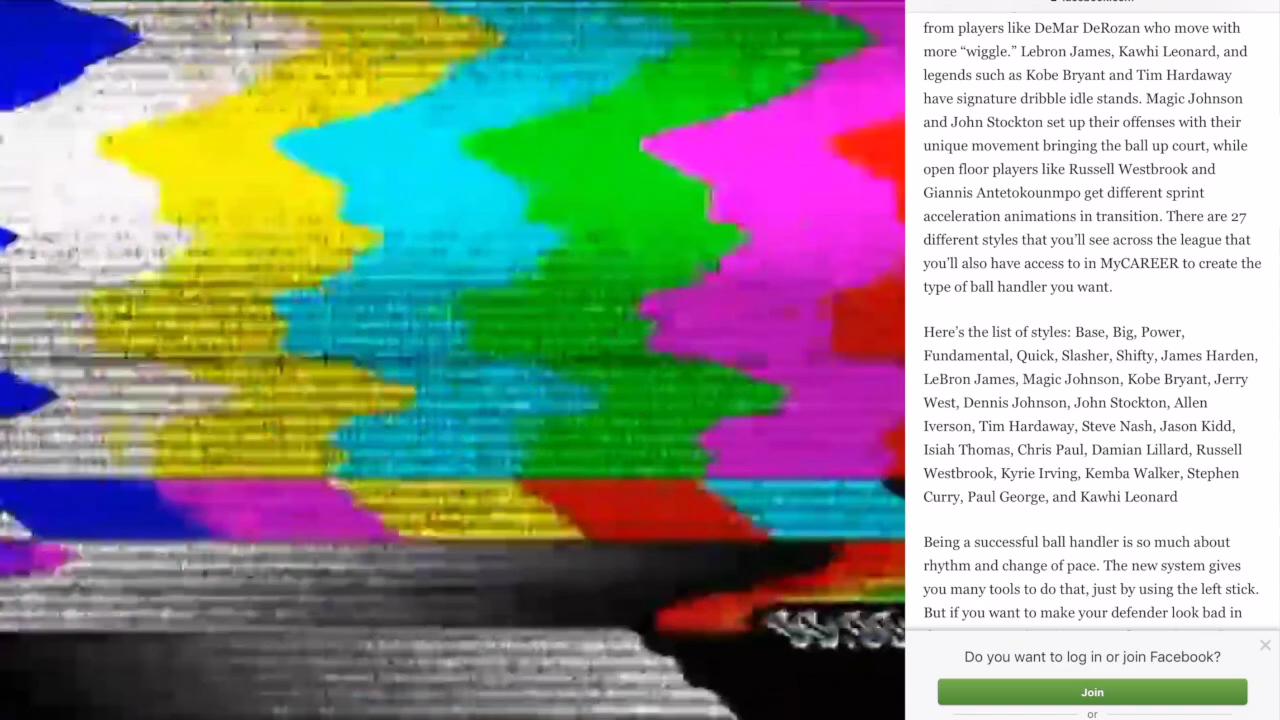 from players like DeMar DeRozan who move with
more “wiggle.” Lebron James, Kawhi Leonard, and
legends such as Kobe Bryant and Tim Hardaway
have signature dribble idle stands. Magic Johnson
and John Stockton set up their offenses with their
unique movement bringing the ball up court, while
open floor players like Russell Westbrook and
Giannis Antetokounmpo get different sprint
acceleration animations in transition. There are 27
different styles that you’ll see across the league that
you’ll also have access to in MyCAREER to create the
type of ball handler you want.
Here’s the list of styles: Base, Big, Power,
Fundamental, Quick, Slasher, Shifty, James Harden,
LeBron James, Magic Johnson, Kobe Bryant, Jerry
West, Dennis Johnson, John Stockton, Allen
Iverson, Tim Hardaway, Steve Nash, Jason Kidd,
Isiah Thomas, Chris Paul, Damian Lillard, Russell
Westbrook, Kyrie Irving, Kemba Walker, Stephen
Curry, Paul George, and Kawhi Leonard
Being a successful ball handler is so much about
rhythm and change of pace. The new system gives
you many tools to do that, just by using the left stick.
But if you want to make your defender look bad in
Do you want to log in or join Facebook?
Join
or